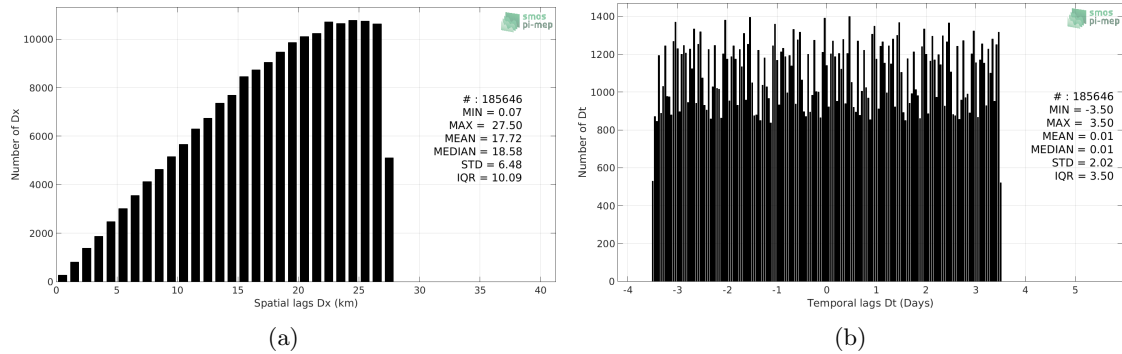 smos
pi-mep
Number of Dx
10000
8000
6000
4000
2000
0
# : 185646
MIN = 0.07
MAX = 27.50
MEAN = 17.72
MEDIAN = 18.58
STD = 6.48
IQR = 10.09
0 5 10 15 20 25 30 35 40
Spatial lags Dx (km)
(a)
smos
pi-mep
Number of Dt
1400
1200
1000
800
600
400
200
0
# : 185646
MIN = -3.50
MAX = 3.50
MEAN = 0.01
MEDIAN = 0.01
STD = 2.02
IQR = 3.50
-4 -3 -2 -1 0 1 2 3 4 5
Temporal lags Dt (Days)
(b)